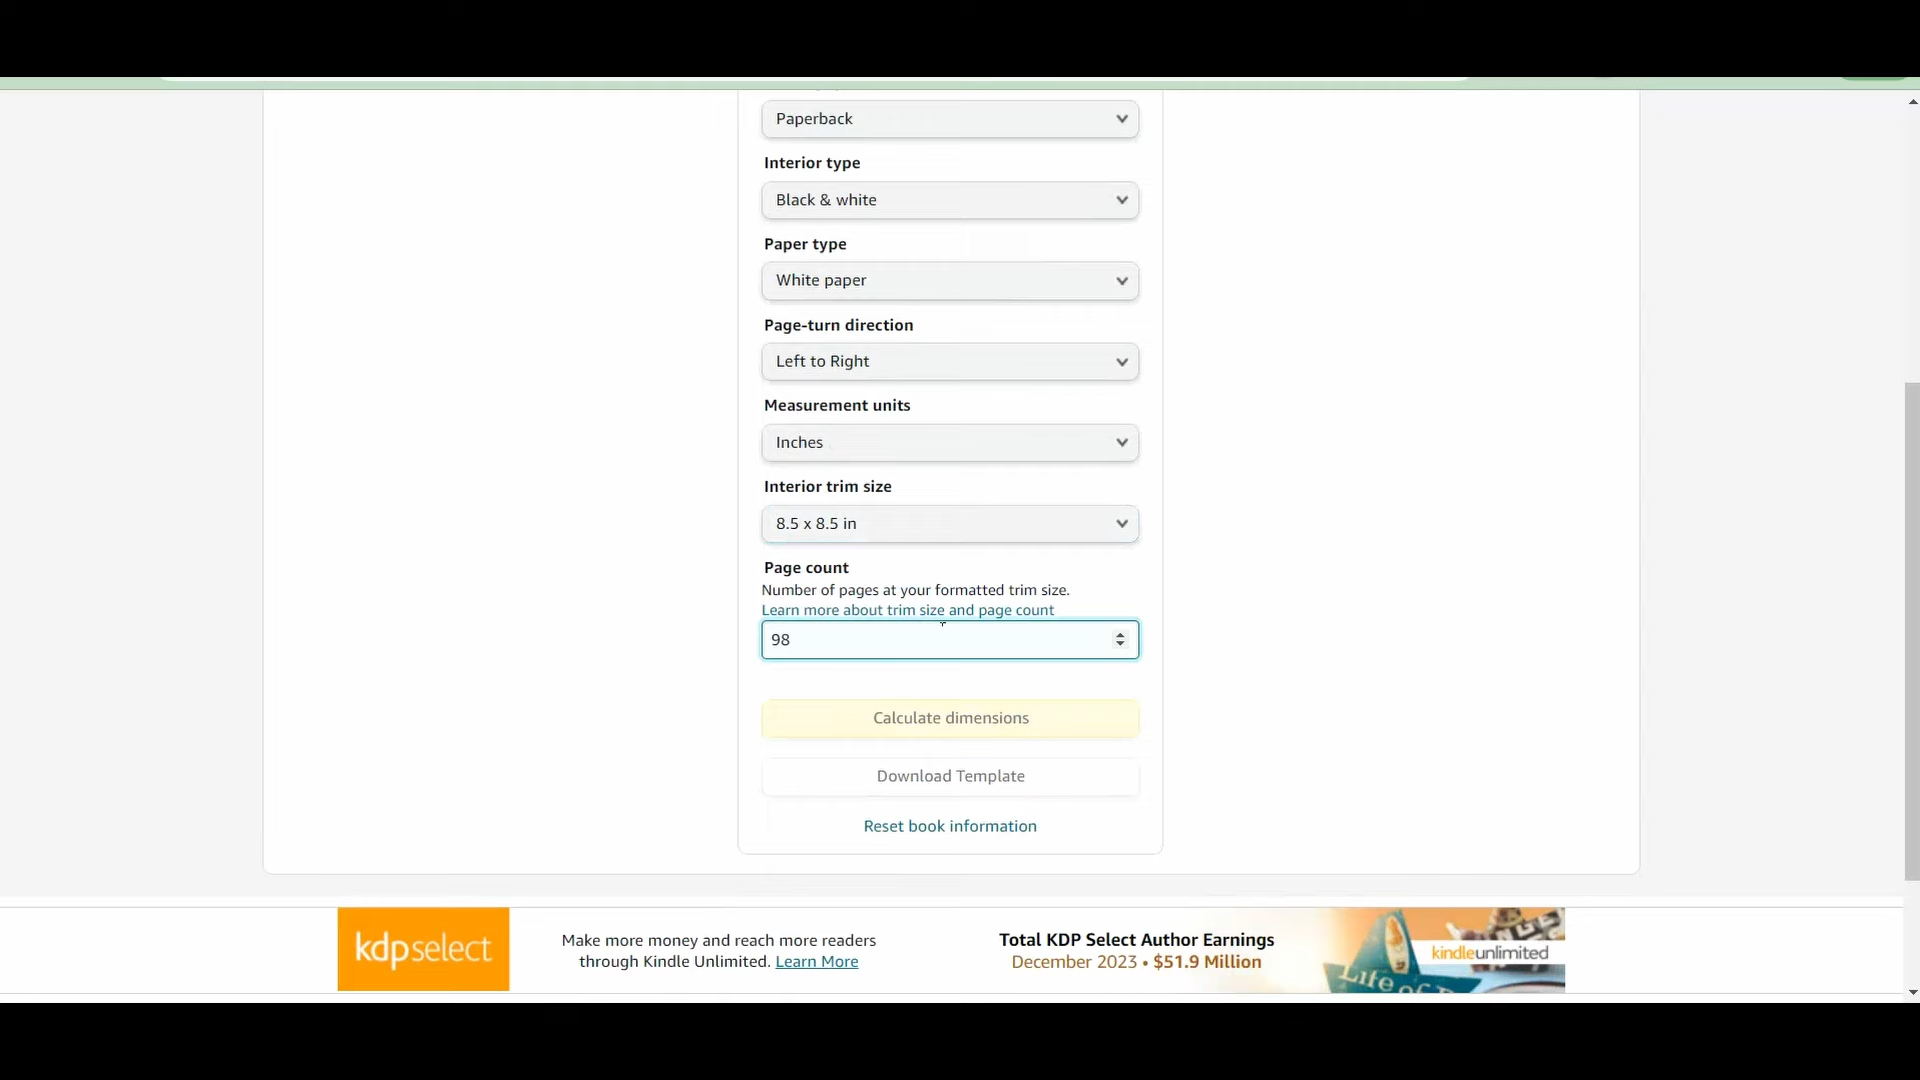 Paperback
Interior type
Black & white
Paper type
White paper
Page-turn direction
Left to Right
Measurement units
Inches
Interior trim size
8.5 x 8.5 in
Page count
Number of pages at your formatted trim size.
Learn more about trim size and page count
98
Calculate dimensions
Download Template
Reset book information
kdpselect
Make more money and reach more readers
through Kindle Unlimited. Learn More
Total KDP Select Author Earnings
December 2023 • $51.9 Million
Life of
kindleunlimited